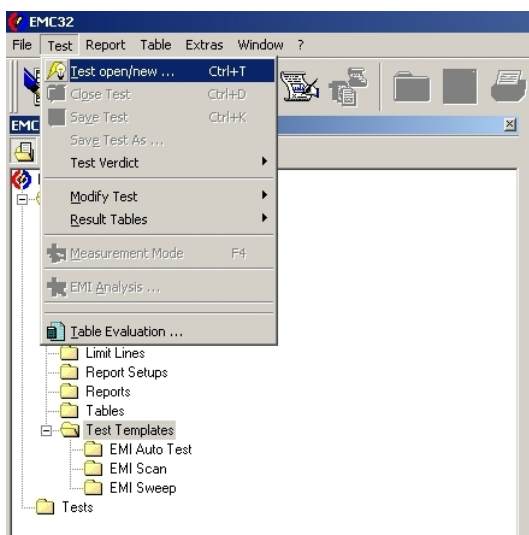 EMC32
File Test Report Table Extras Window ?
Test open/new ... Ctrl+T
Close Test Ctrl+D
Save Test Ctrl+K
Save Test As ...
Test Verdict
Modify Test
Result Tables
Measurement Mode F4
EMI Analysis ...
Table Evaluation ...
EMC
Limit Lines
Report Setups
Reports
Tables
Test Templates
EMI Auto Test
EMI Scan
EMI Sweep
Tests